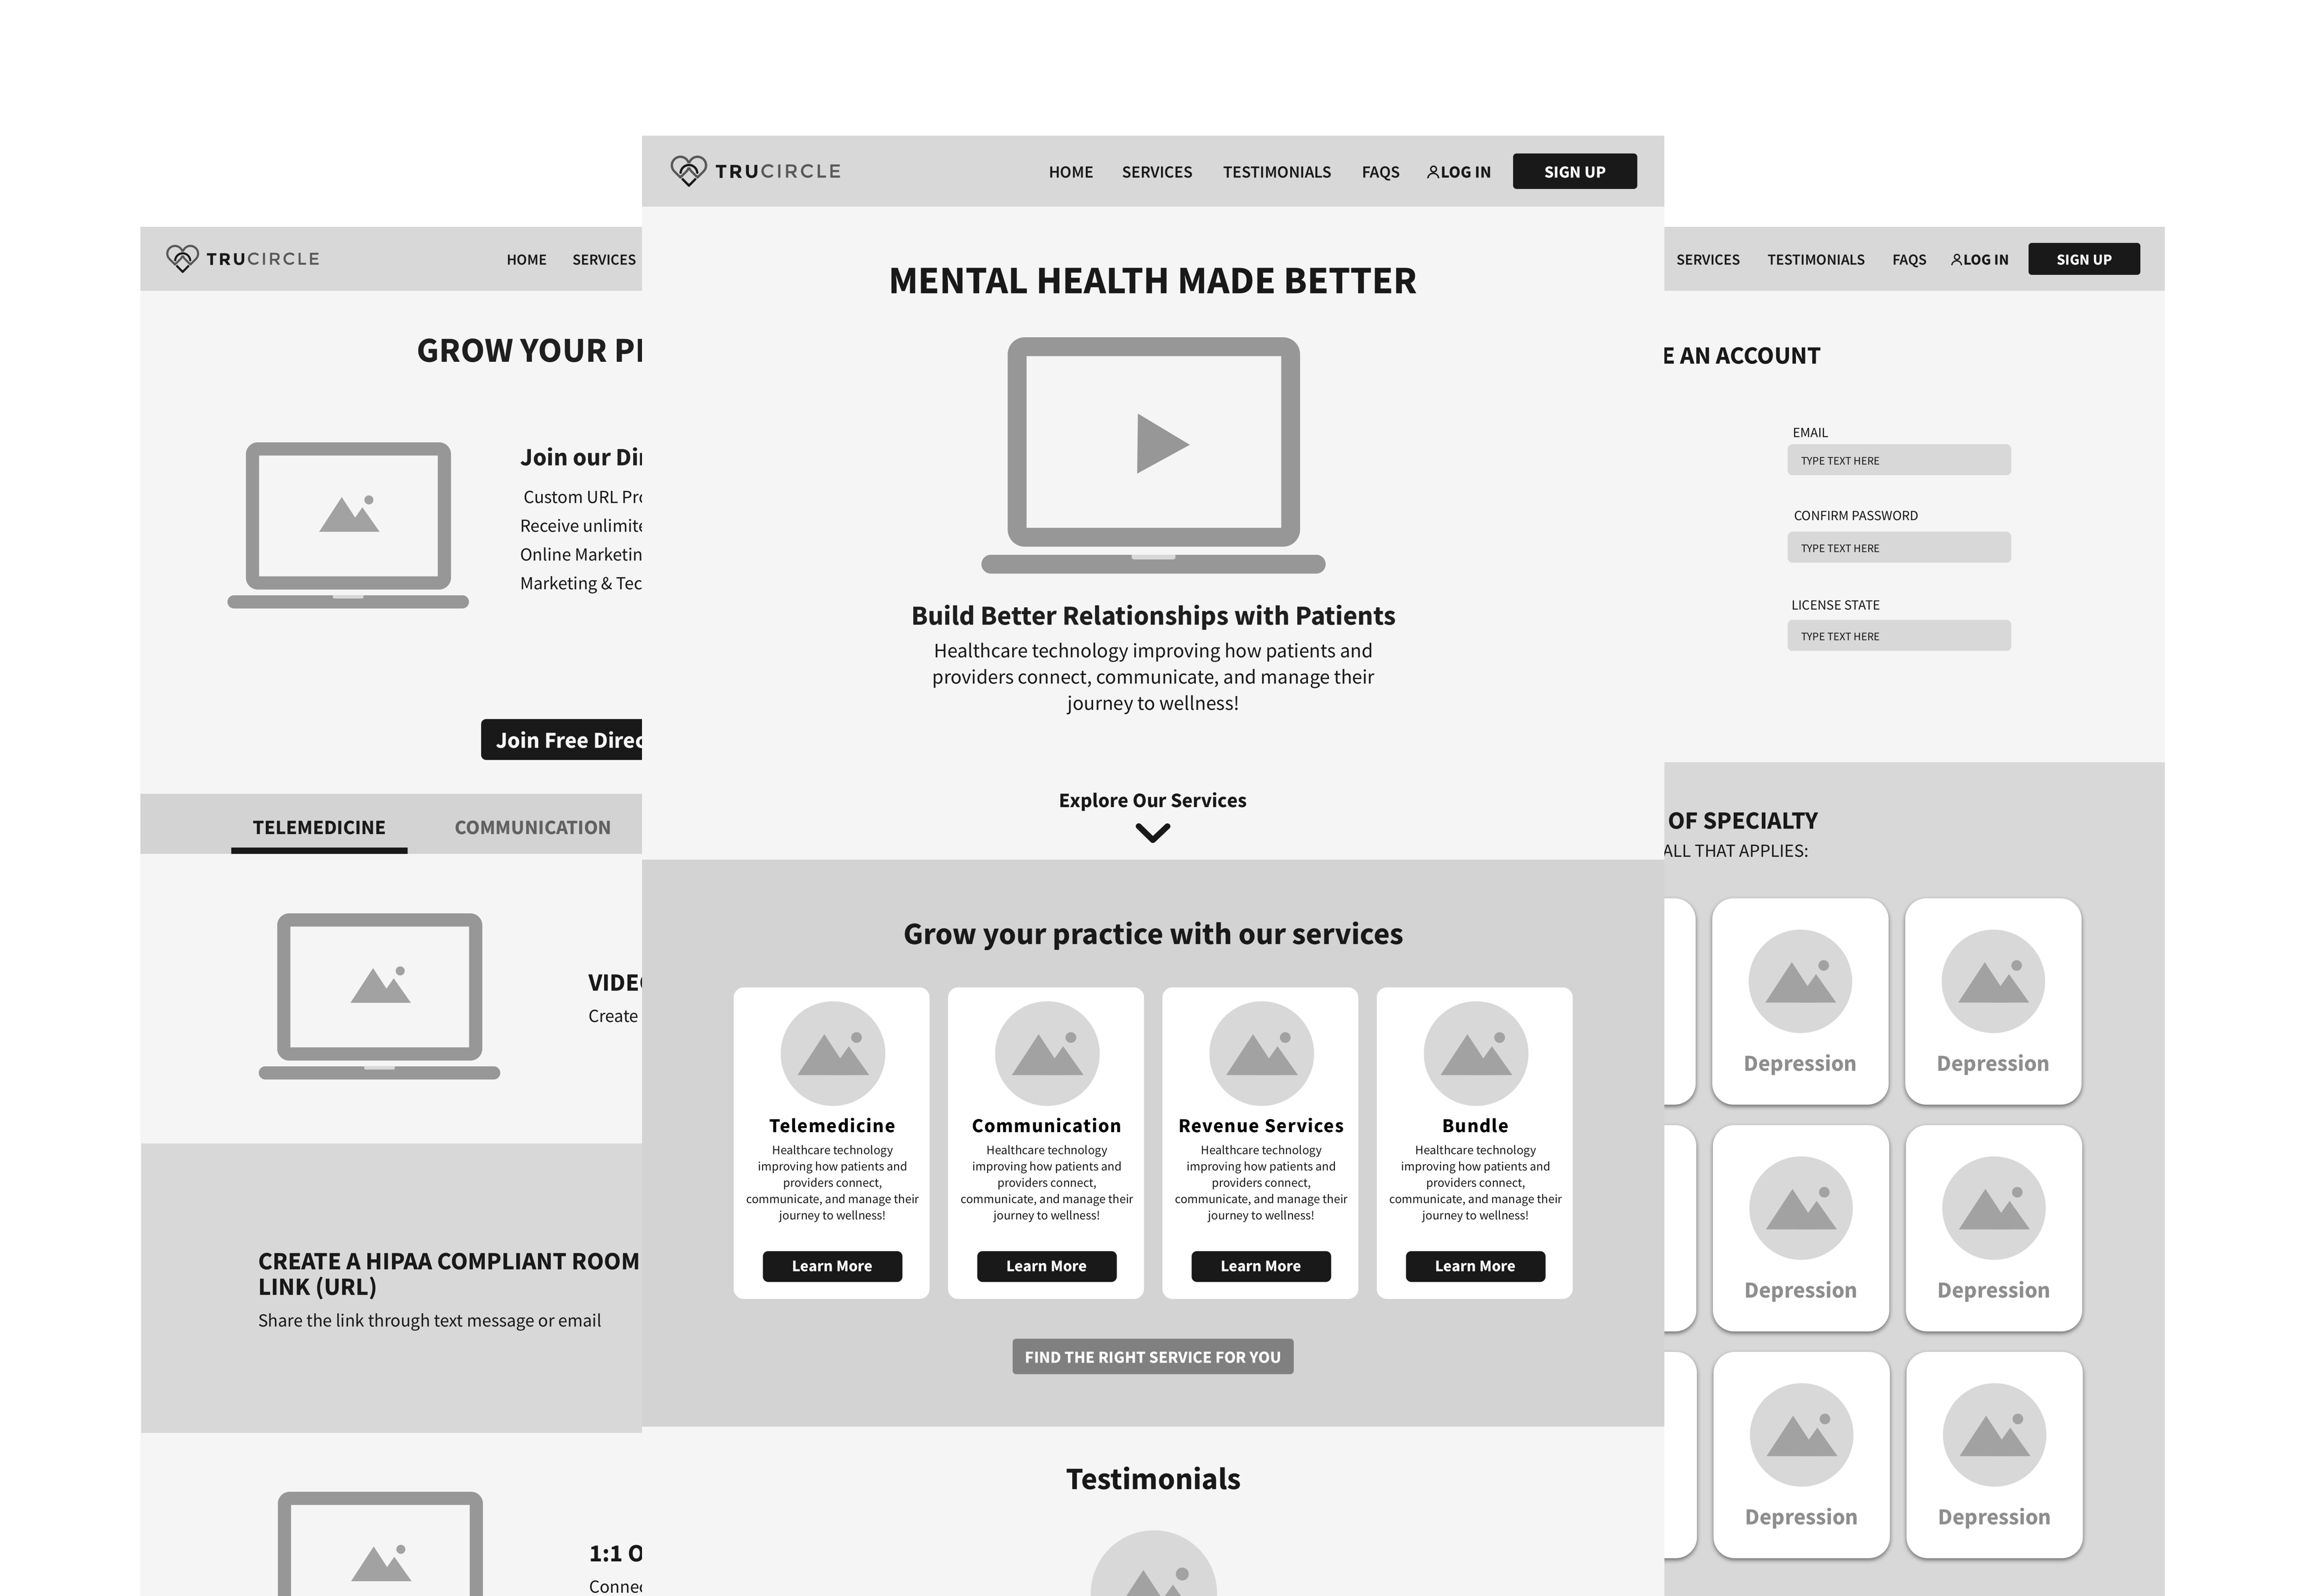 TRUCIRCLE
HOME SERVICES TESTIMONIALS FAQS LOG IN SIGN UP
MENTAL HEALTH MADE BETTER
Build Better Relationships with Patients
Healthcare technology improving how patients and
providers connect, communicate, and manage their
journey to wellness!
Explore Our Services
Grow your practice with our services
Telemedicine
Healthcare technology
improving how patients and
providers connect,
communicate, and manage their
journey to wellness!
Learn More
Communication
Healthcare technology
improving how patients and
providers connect,
communicate, and manage their
journey to wellness!
Learn More
Revenue Services
Healthcare technology
improving how patients and
providers connect,
communicate, and manage their
journey to wellness!
Learn More
Bundle
Healthcare technology
improving how patients and
providers connect,
communicate, and manage their
journey to wellness!
Learn More
FIND THE RIGHT SERVICE FOR YOU
Testimonials
TRUCIRCLE
HOME SERVICES
GROW YOUR
Join our
Custom URL
Receive
Online
Marketing &
Join Free
TELEMEDICINE COMMUNICATION
Create
CREATE A HIPAA COMPLIANT ROOM
LINK (URL)
Share the link through text message or email
1:1
SERVICES TESTIMONIALS FAQS LOG IN SIGN UP
AN ACCOUNT
EMAIL
TYPE TEXT HERE
CONFIRM PASSWORD
TYPE TEXT HERE
LICENSE STATE
TYPE TEXT HERE
OF SPECIALTY
ALL THAT APPLIES:
Depression Depression
Depression Depression
Depression Depression